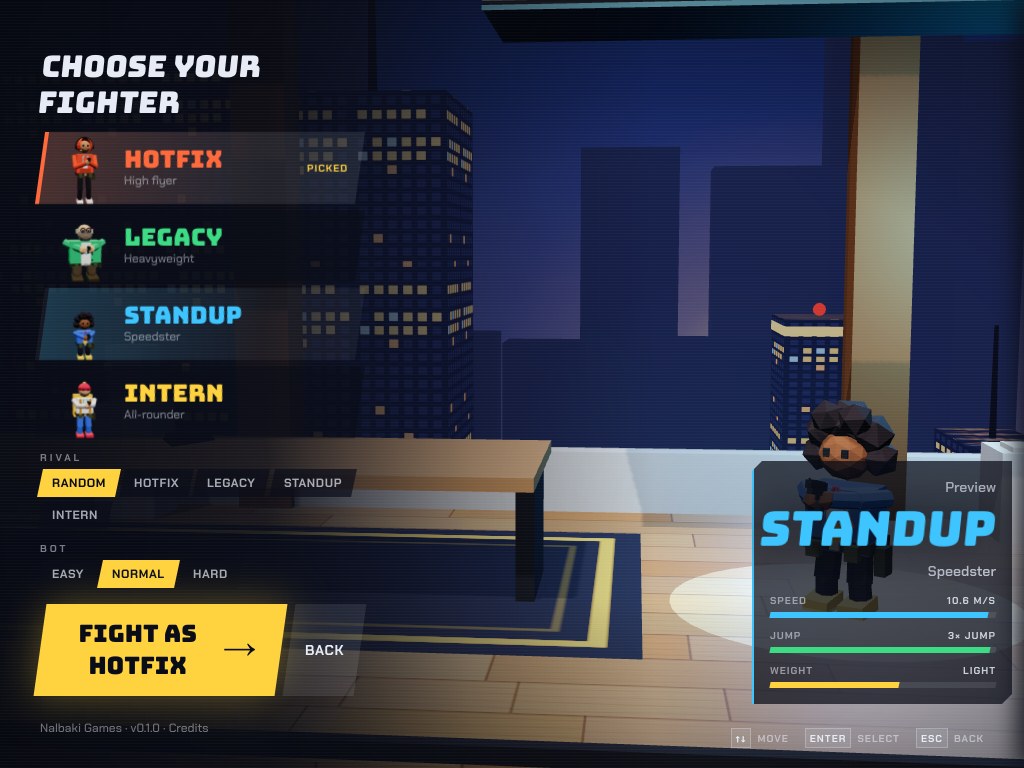 CHOOSE YOUR
FIGHTER
HOTFIX
High flyer
PICKED
LEGACY
Heavyweight
STANDUP
Speedster
INTERN
All-rounder
RIVAL
RANDOM HOTFIX LEGACY STANDUP
INTERN
BOT
EASY NORMAL HARD
FIGHT AS
HOTFIX →
BACK
Nalbaki Games · v0.1.0 · Credits
Preview
STANDUP
Speedster
SPEED 10.6 M/S
JUMP 3× JUMP
WEIGHT LIGHT
↑↓ MOVE ENTER SELECT ESC BACK